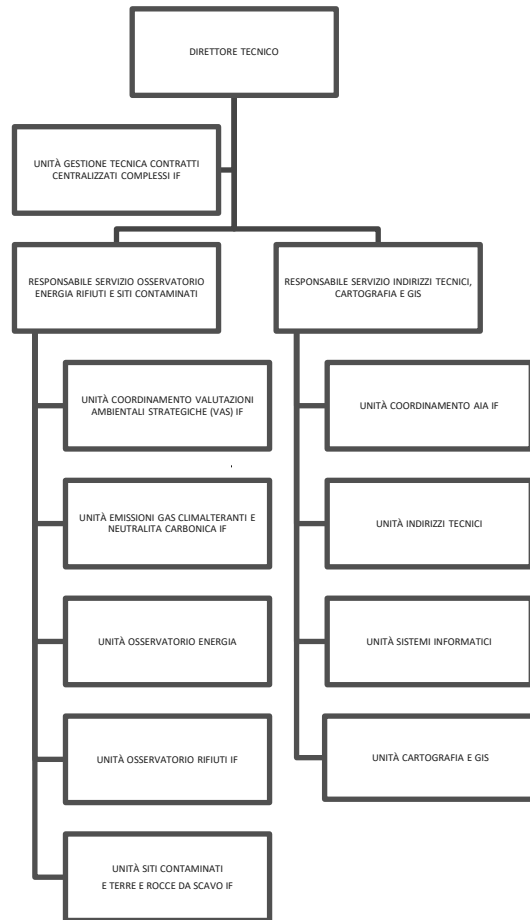 DIRETTORE TECNICO
UNITÀ GESTIONE TECNICA CONTRATTI
CENTRALIZZATI COMPLESSI IF
RESPONSABILE SERVIZIO OSSERVATORIO
ENERGIA RIFIUTI E SITI CONTAMINATI
UNITÀ COORDINAMENTO VALUTAZIONI
AMBIENTALI STRATEGICHE (VAS) IF
UNITÀ EMISSIONI GAS CLIMALTERANTI E
NEUTRALITA CARBONICA IF
UNITÀ OSSERVATORIO ENERGIA
UNITÀ OSSERVATORIO RIFIUTI IF
UNITÀ SITI CONTAMINATI
E TERRE E ROCCE DA SCAVO IF
RESPONSABILE SERVIZIO INDIRIZZI TECNICI,
CARTOGRAFIA E GIS
UNITÀ COORDINAMENTO AIA IF
UNITÀ INDIRIZZI TECNICI
UNITÀ SISTEMI INFORMATICI
UNITÀ CARTOGRAFIA E GIS